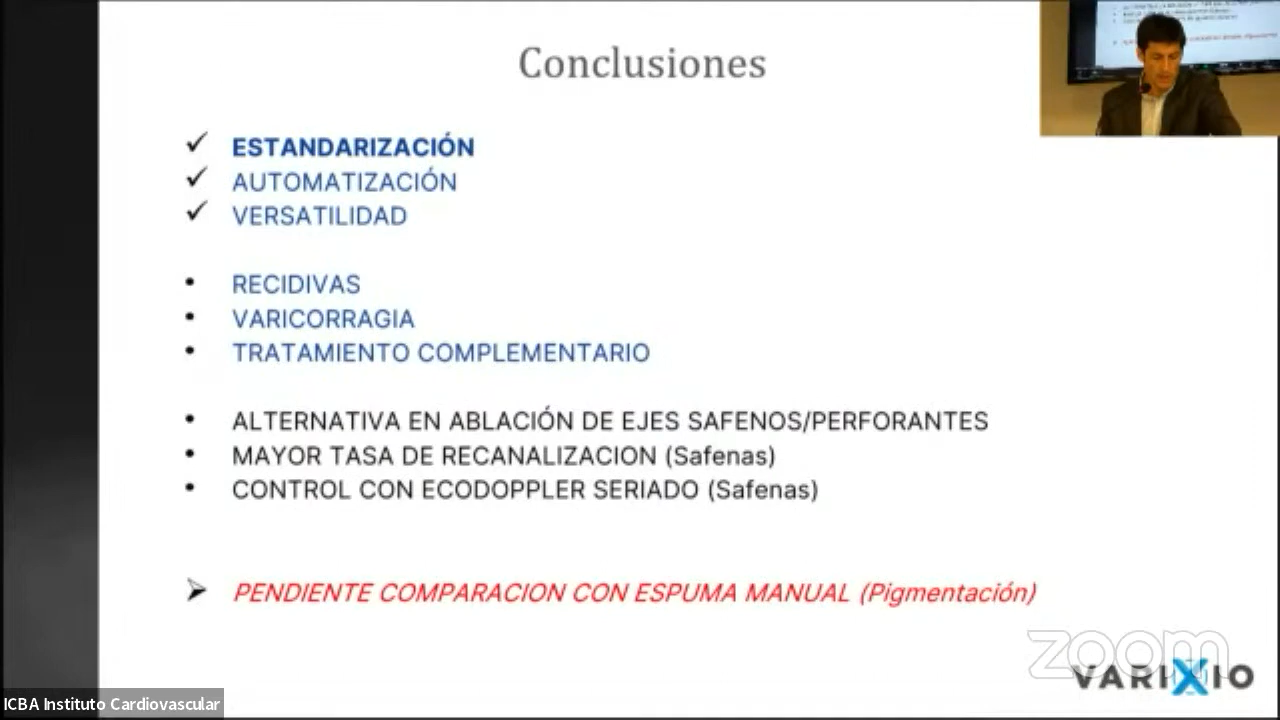 Conclusiones
ESTANDARIZACIÓN
AUTOMATIZACIÓN
VERSATILIDAD
RECIDIVAS
VARICORRAGIA
TRATAMIENTO COMPLEMENTARIO
ALTERNATIVA EN ABLACIÓN DE EJES SAFENOS/PERFORANTES
MAYOR TASA DE RECANALIZACION (Safenas)
CONTROL CON ECODOPPLER SERIADO (Safenas)
PENDIENTE COMPARACION CON ESPUMA MANUAL (Pigmentación)
zoom
VARIXIO
ICBA Instituto Cardiovascular